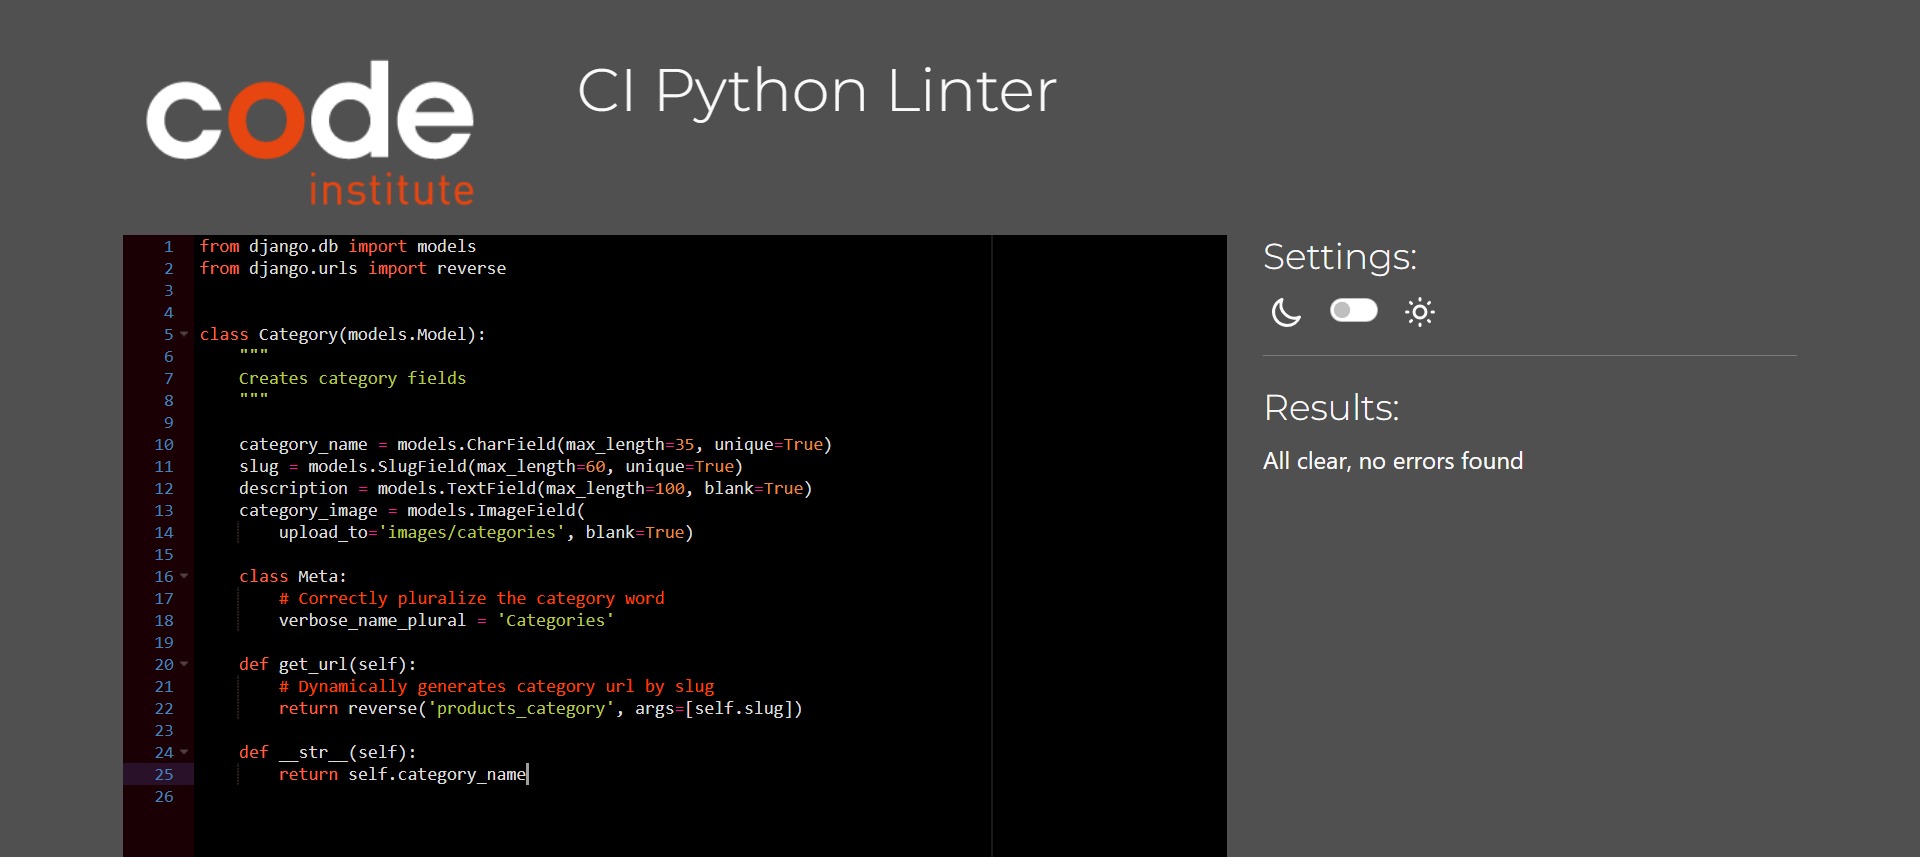 code
institute
CI Python Linter
1 from django.db import models
2 from django.urls import reverse
3
4
5 class Category(models.Model):
6     """
7     Creates category fields
8     """
9
10     category_name = models.CharField(max_length=35, unique=True)
11     slug = models.SlugField(max_length=60, unique=True)
12     description = models.TextField(max_length=100, blank=True)
13     category_image = models.ImageField(
14         upload_to='images/categories', blank=True)
15
16     class Meta:
17         # Correctly pluralize the category word
18         verbose_name_plural = 'Categories'
19
20     def get_url(self):
21         # Dynamically generates category url by slug
22         return reverse('products_category', args=[self.slug])
23
24     def __str__(self):
25         return self.category_name
26
Settings:
Results:
All clear, no errors found